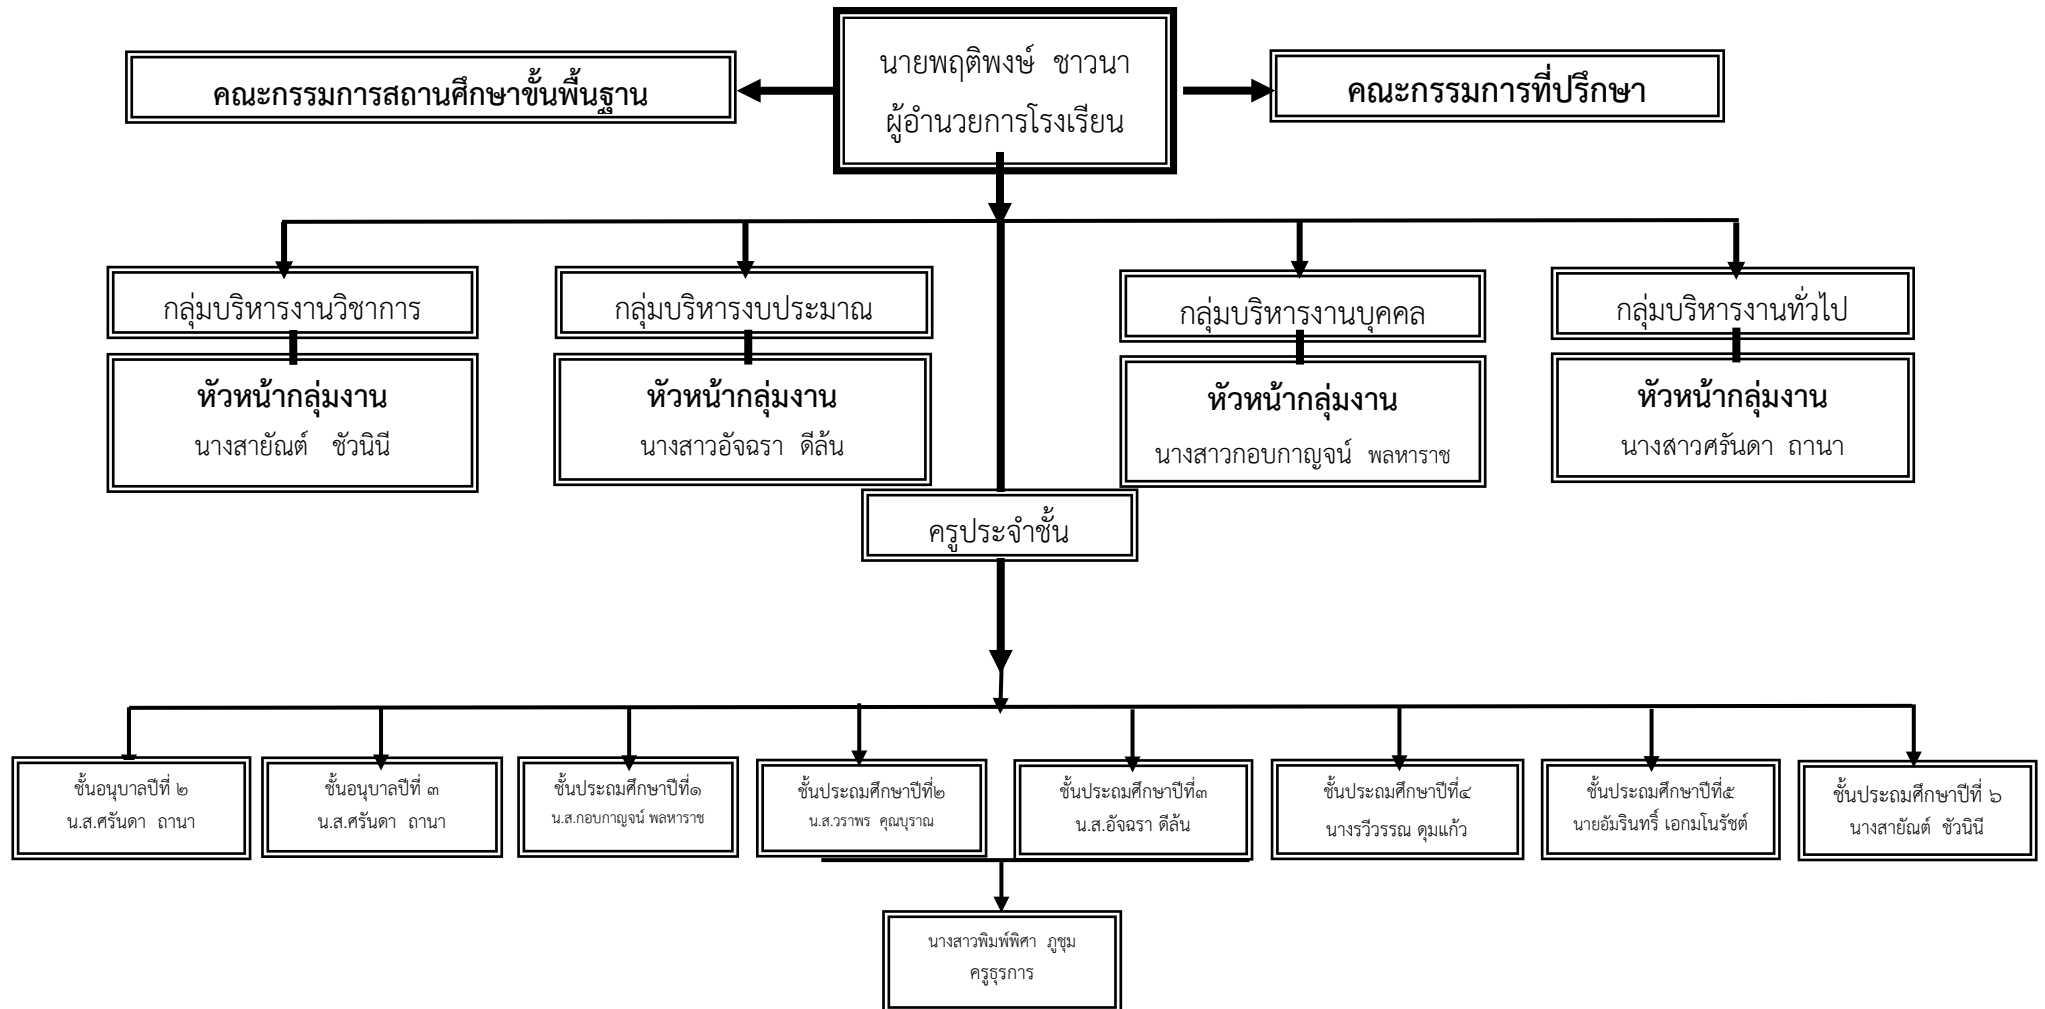 นายพฤติพงษ์ ชาวนา
ผู้อำนวยการโรงเรียน
คณะกรรมการสถานศึกษาขั้นพื้นฐาน
คณะกรรมการที่ปรึกษา
กลุ่มบริหารงานวิชาการ
หัวหน้ากลุ่มงาน
นางสายัณต์ ชัวนินี
กลุ่มบริหารงบประมาณ
หัวหน้ากลุ่มงาน
นางสาวอัจฉรา ดีล้น
กลุ่มบริหารงานบุคคล
หัวหน้ากลุ่มงาน
นางสาวกอบกาญจน์ พลหาราช
กลุ่มบริหารงานทั่วไป
หัวหน้ากลุ่มงาน
นางสาวศรันดา ถานา
ครูประจำชั้น
ชั้นอนุบาลปีที่ ๒
น.ส.ศรันดา ถานา
ชั้นอนุบาลปีที่ ๓
น.ส.ศรันดา ถานา
ชั้นประถมศึกษาปีที่๑
น.ส.กอบกาญจน์ พลหาราช
ชั้นประถมศึกษาปีที่๒
น.ส.วราพร คุณบุราณ
ชั้นประถมศึกษาปีที่๓
น.ส.อัจฉรา ดีล้น
ชั้นประถมศึกษาปีที่๔
นางรวีวรรณ ดุมแก้ว
ชั้นประถมศึกษาปีที่๕
นายอัมรินทริ์ เอกมโนรัชต์
ชั้นประถมศึกษาปีที่ ๖
นางสายัณต์ ชัวนินี
นางสาวพิมพ์พิศา ภูชุม
ครูธุรการ